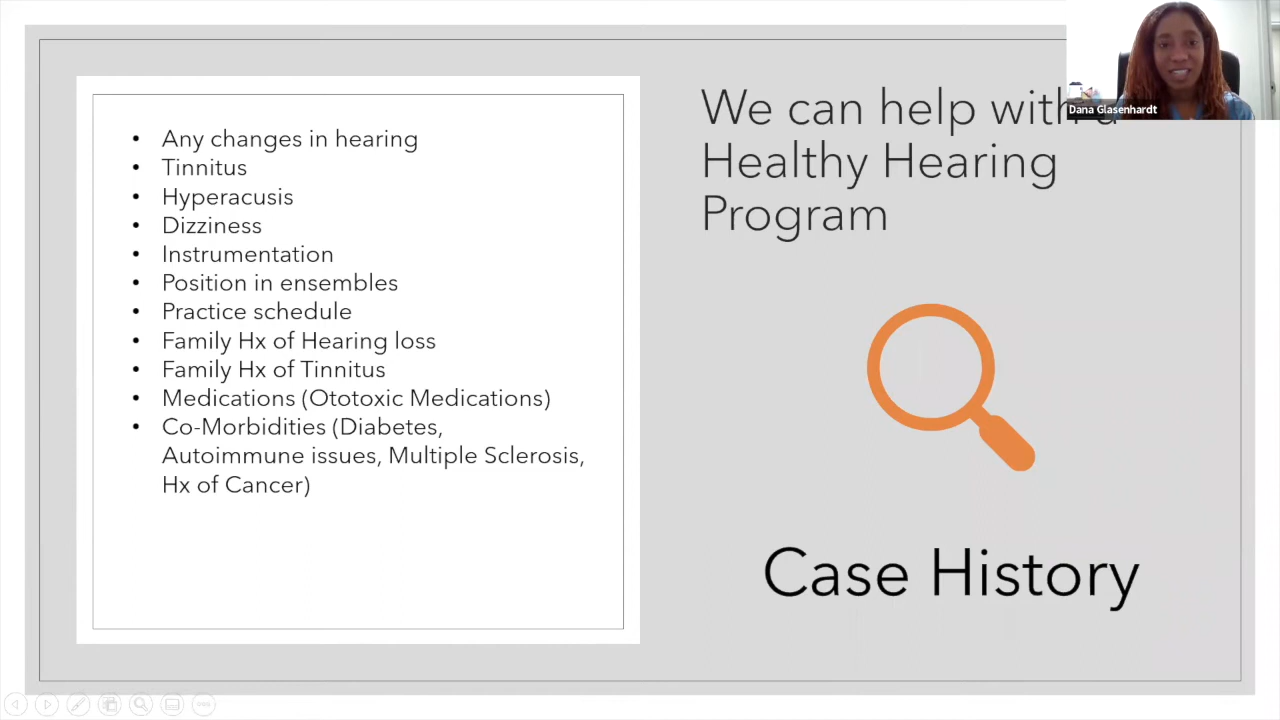 • Any changes in hearing
• Tinnitus
• Hyperacusis
• Dizziness
• Instrumentation
• Position in ensembles
• Practice schedule
• Family Hx of Hearing loss
• Family Hx of Tinnitus
• Medications (Ototoxic Medications)
• Co-Morbidities (Diabetes,
Autoimmune issues, Multiple Sclerosis,
Hx of Cancer)
We can help with a
Healthy Hearing
Program
Case History
Dana Glasenhardt